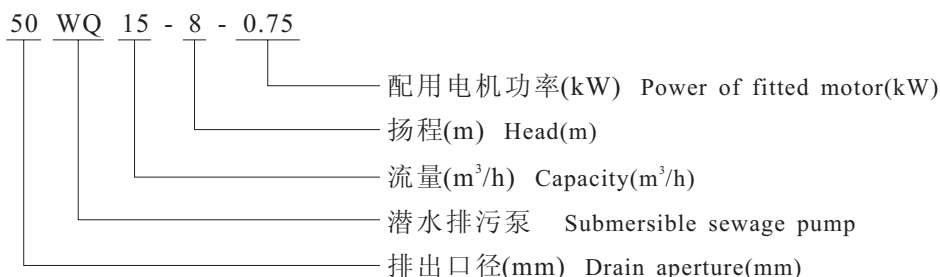 50 WQ 15 - 8 - 0.75
配用电机功率(kW) Power of fitted motor(kW)
扬程(m) Head(m)
流量(m³/h) Capacity(m³/h)
潜水排污泵 Submersible sewage pump
排出口径(mm) Drain aperture(mm)